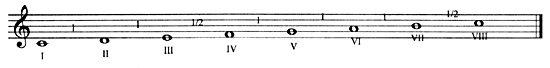 1 1 1/2 1 1 1 1/2
I II III IV V VI VII VIII